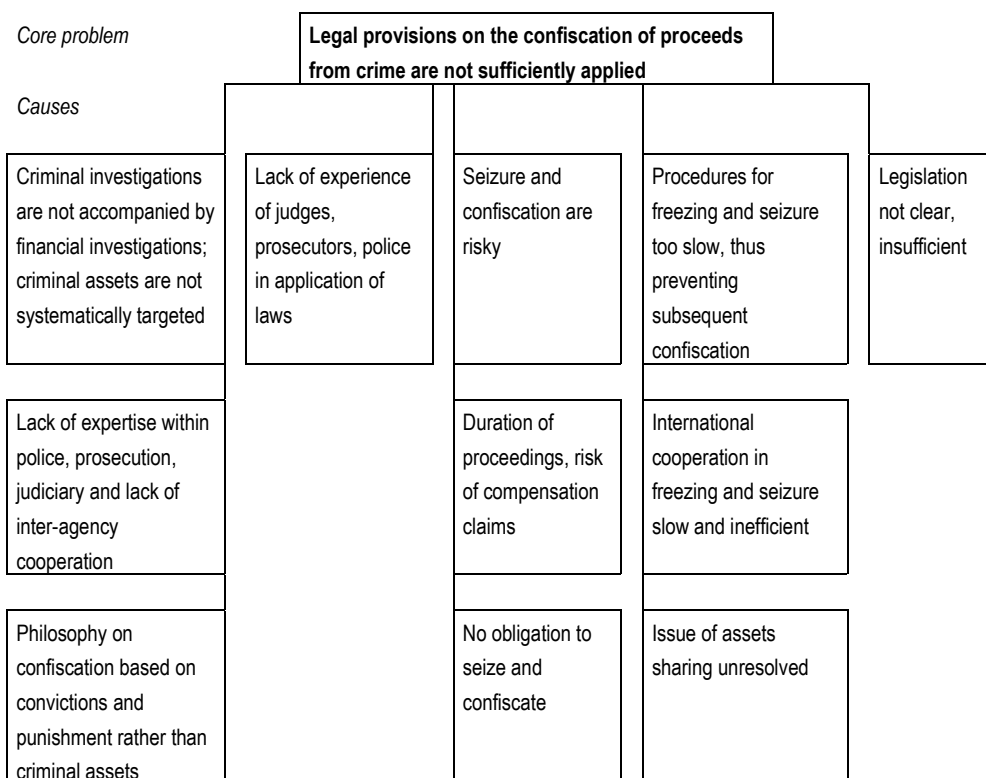 Core problem
Legal provisions on the confiscation of proceeds
from crime are not sufficiently applied
Causes
Criminal investigations
are not accompanied by
financial investigations;
criminal assets are not
systematically targeted
Lack of experience
of judges,
prosecutors, police
in application of
laws
Seizure and
confiscation are
risky
Procedures for
freezing and seizure
too slow, thus
preventing
subsequent
confiscation
Legislation
not clear,
insufficient
Lack of expertise within
police, prosecution,
judiciary and lack of
inter-agency
cooperation
Duration of
proceedings, risk
of compensation
claims
International
cooperation in
freezing and seizure
slow and inefficient
Philosophy on
confiscation based on
convictions and
punishment rather than
criminal assets
No obligation to
seize and
confiscate
Issue of assets
sharing unresolved